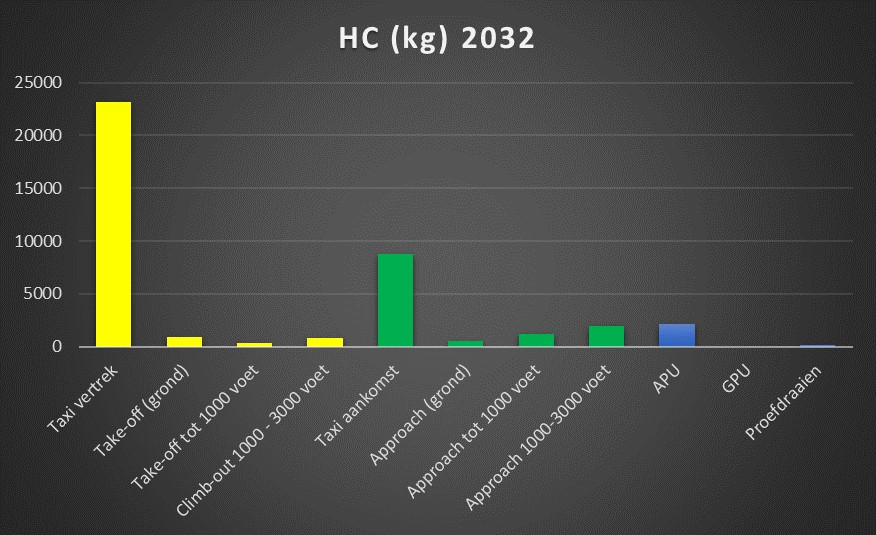 HC (kg) 2032
25000
20000
15000
10000
5000
0
Taxi vertrek
Take-off (grond)
Take-off tot 1000 voet
Climb-out 1000 - 3000 voet
Taxi aankomst
Approach (grond)
Approach tot 1000 voet
Approach 1000-3000 voet
APU
GPU
Proefdraaien